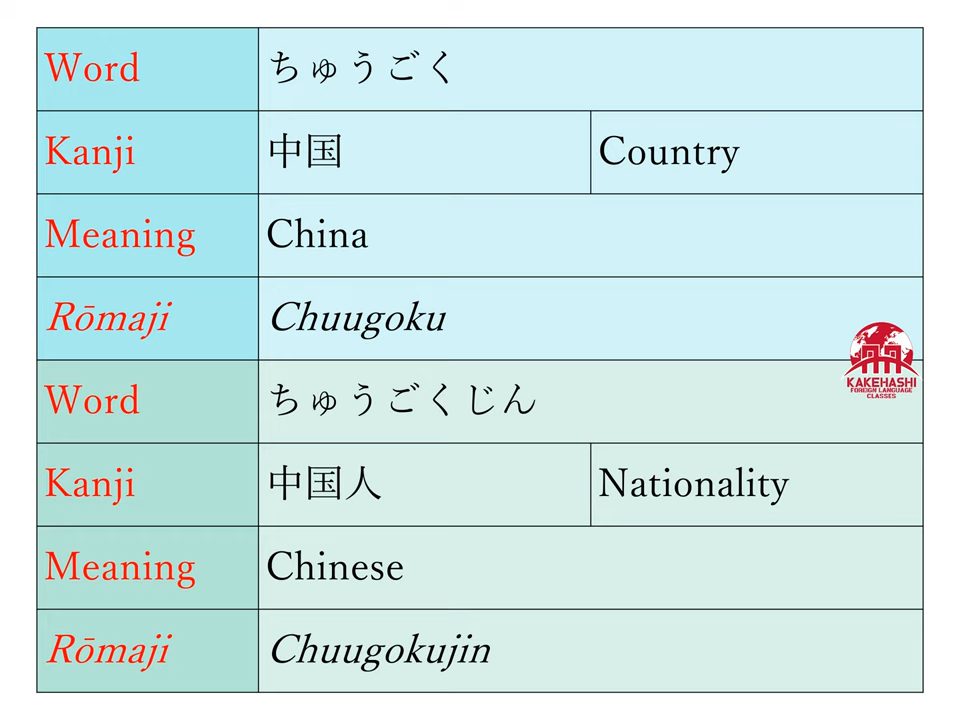 Word ちゅうごく
Kanji 中国 Country
Meaning China
Rōmaji Chuugoku
Word ちゅうごくじん
Kanji 中国人 Nationality
Meaning Chinese
Rōmaji Chuugokujin
KAKEHASHI
FOREIGN LANGUAGE
CLASSES